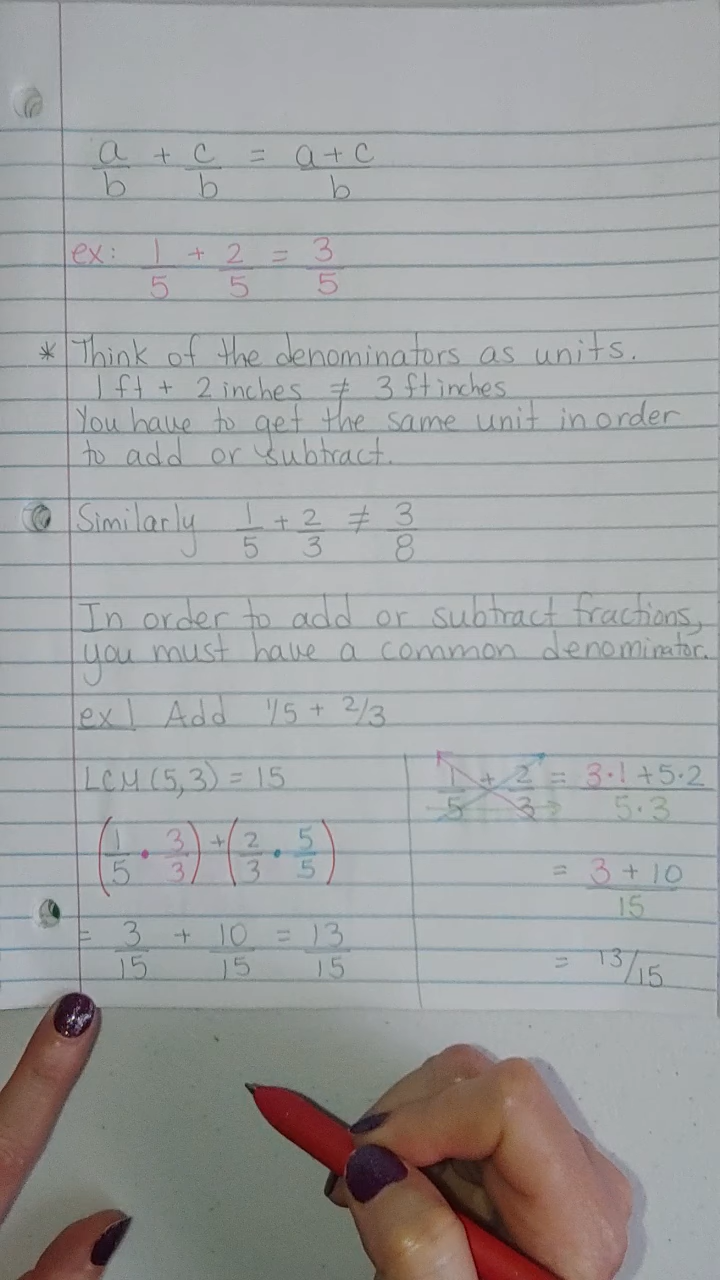 a/b + c/b = a+c/b
ex: 1/5 + 2/5 = 3/5
* Think of the denominators as units.
1 ft + 2 inches ≠ 3 ft inches
You have to get the same unit in order
to add or subtract.
Similarly 1/5 + 2/3 ≠ 3/8
In order to add or subtract fractions,
you must have a common denominator.
ex1 Add 1/5 + 2/3
LCM(5,3) = 15
(1/5 • 3/3) + (2/3 • 5/5)
= 3/15 + 10/15 = 13/15
1/5 + 2/3 = 3•1+5•2/5•3
= 3+10/15
= 13/15